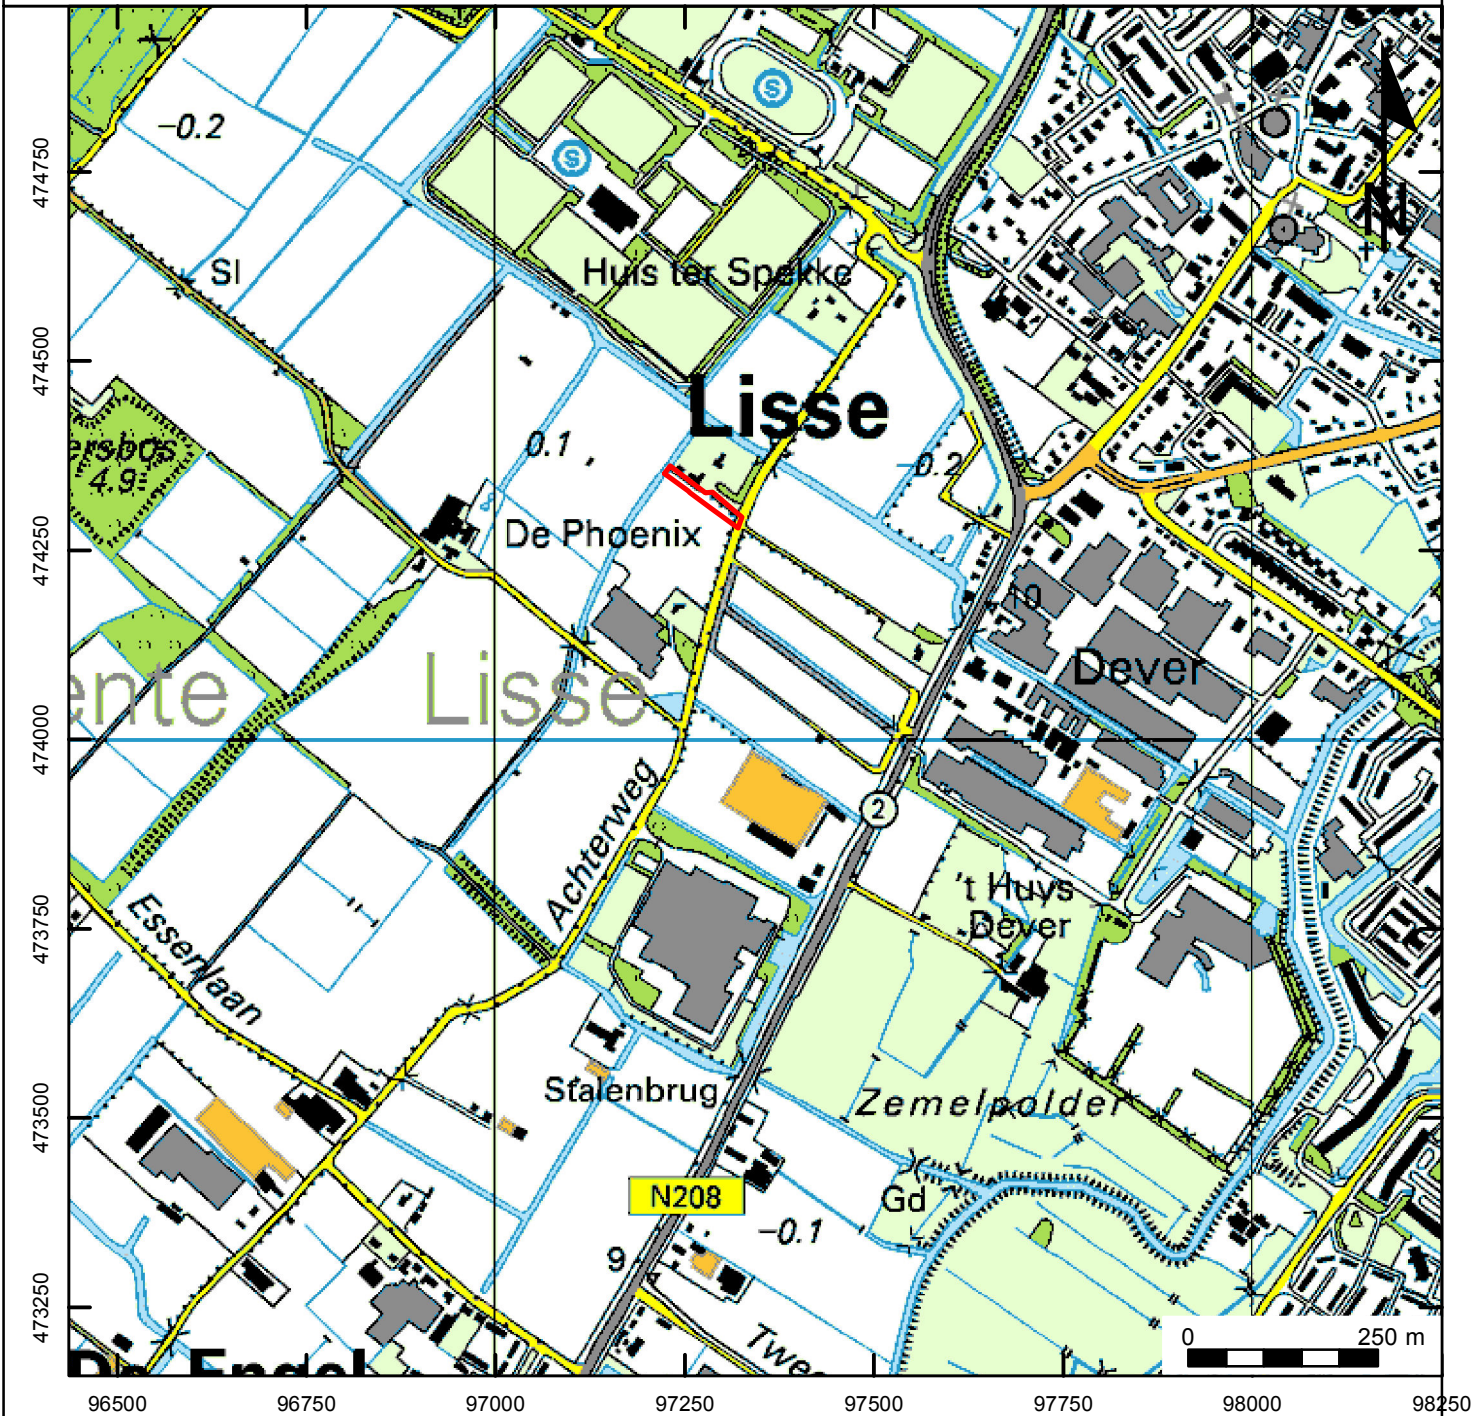 -0.2
S
S
N
Sl
Huis ter Spekke
474750
474500
474250
474000
473750
473500
473250
Lisse
0.1
-0.2
ersbos
4.9
De Phoenix
10
Dever
ente Lisse
Achterweg
2
't Huys
Dever
Essenlaan
Stalenbrug
Zemelpolder
N208
Gd
-0.1
9
Twee
De Engel
0 250 m
96500 96750 97000 97250 97500 97750 98000 98250